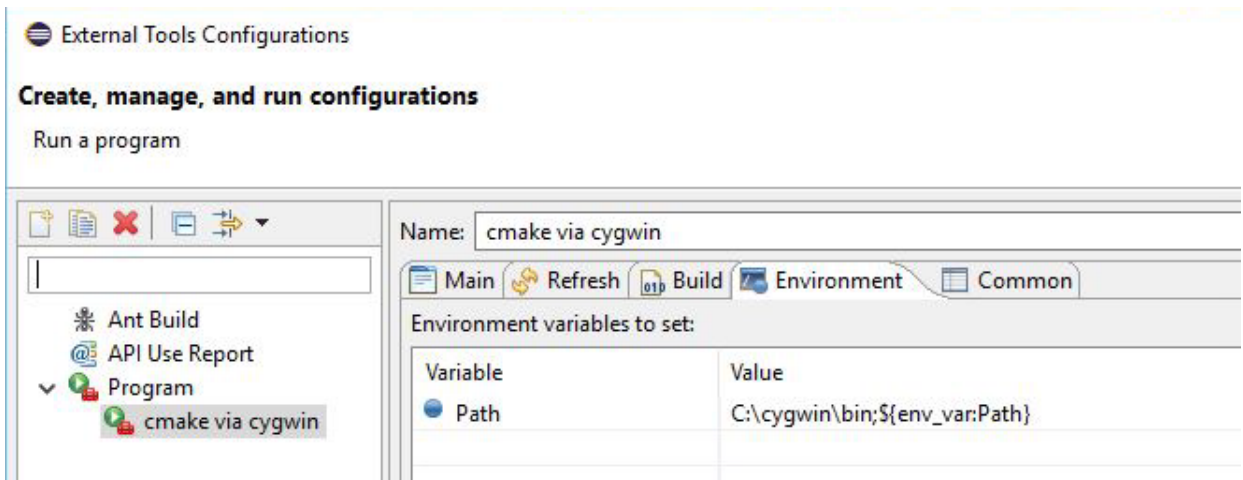 External Tools Configurations
Create, manage, and run configurations
Run a program
Name: cmake via cygwin
Main Refresh Build Environment Common
Ant Build
API Use Report
Program
cmake via cygwin
Environment variables to set:
Variable Value
Path C:\cygwin\bin;${env_var:Path}